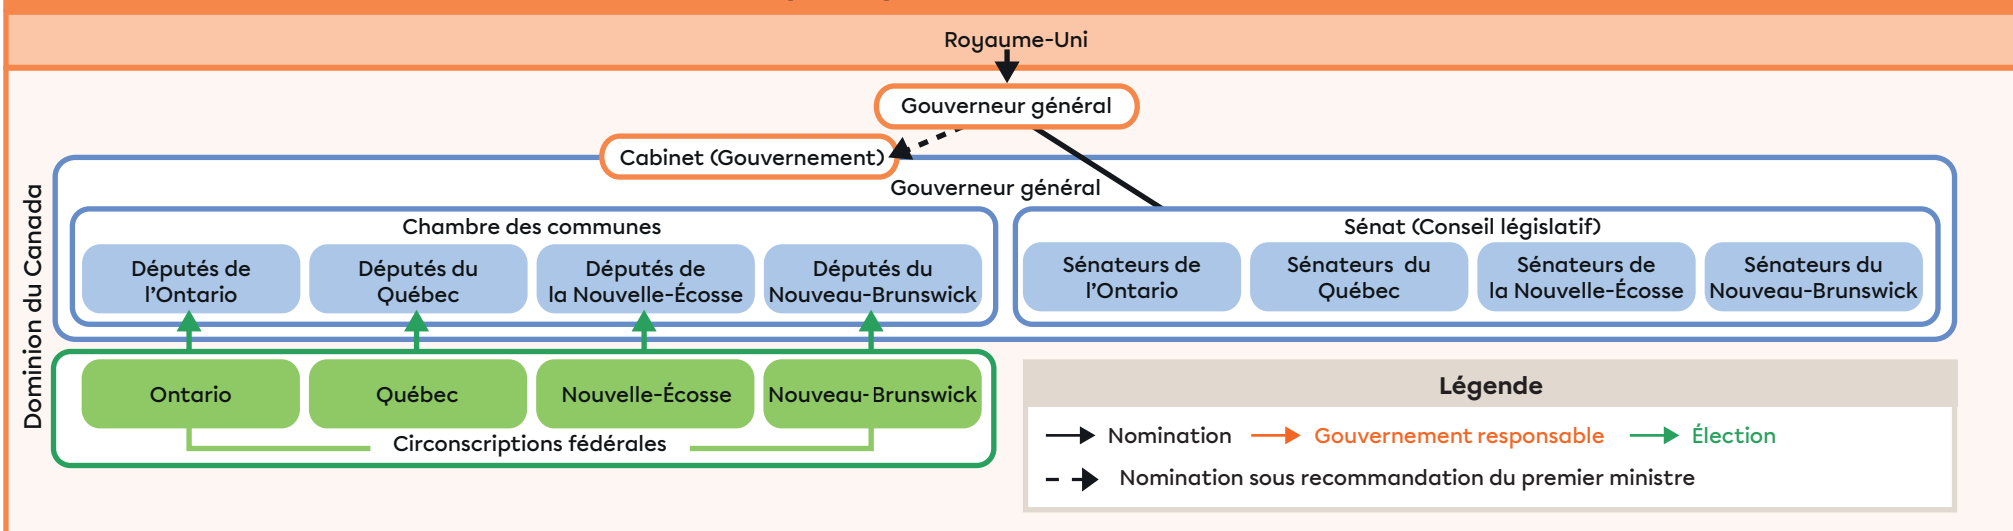 Royaume-Uni
Gouverneur général
Cabinet (Gouvernement)
Gouverneur général
Dominion du Canada
Chambre des communes
Députés de
l'Ontario
Députés du
Québec
Députés de
la Nouvelle-Écosse
Députés du
Nouveau-Brunswick
Sénat (Conseil législatif)
Sénateurs de
l'Ontario
Sénateurs du
Québec
Sénateurs de
la Nouvelle-Écosse
Sénateurs du
Nouveau-Brunswick
Ontario
Québec
Nouvelle-Écosse
Nouveau-Brunswick
Circonscriptions fédérales
Légende
Nomination
Gouvernement responsable
Élection
Nomination sous recommandation du premier ministre